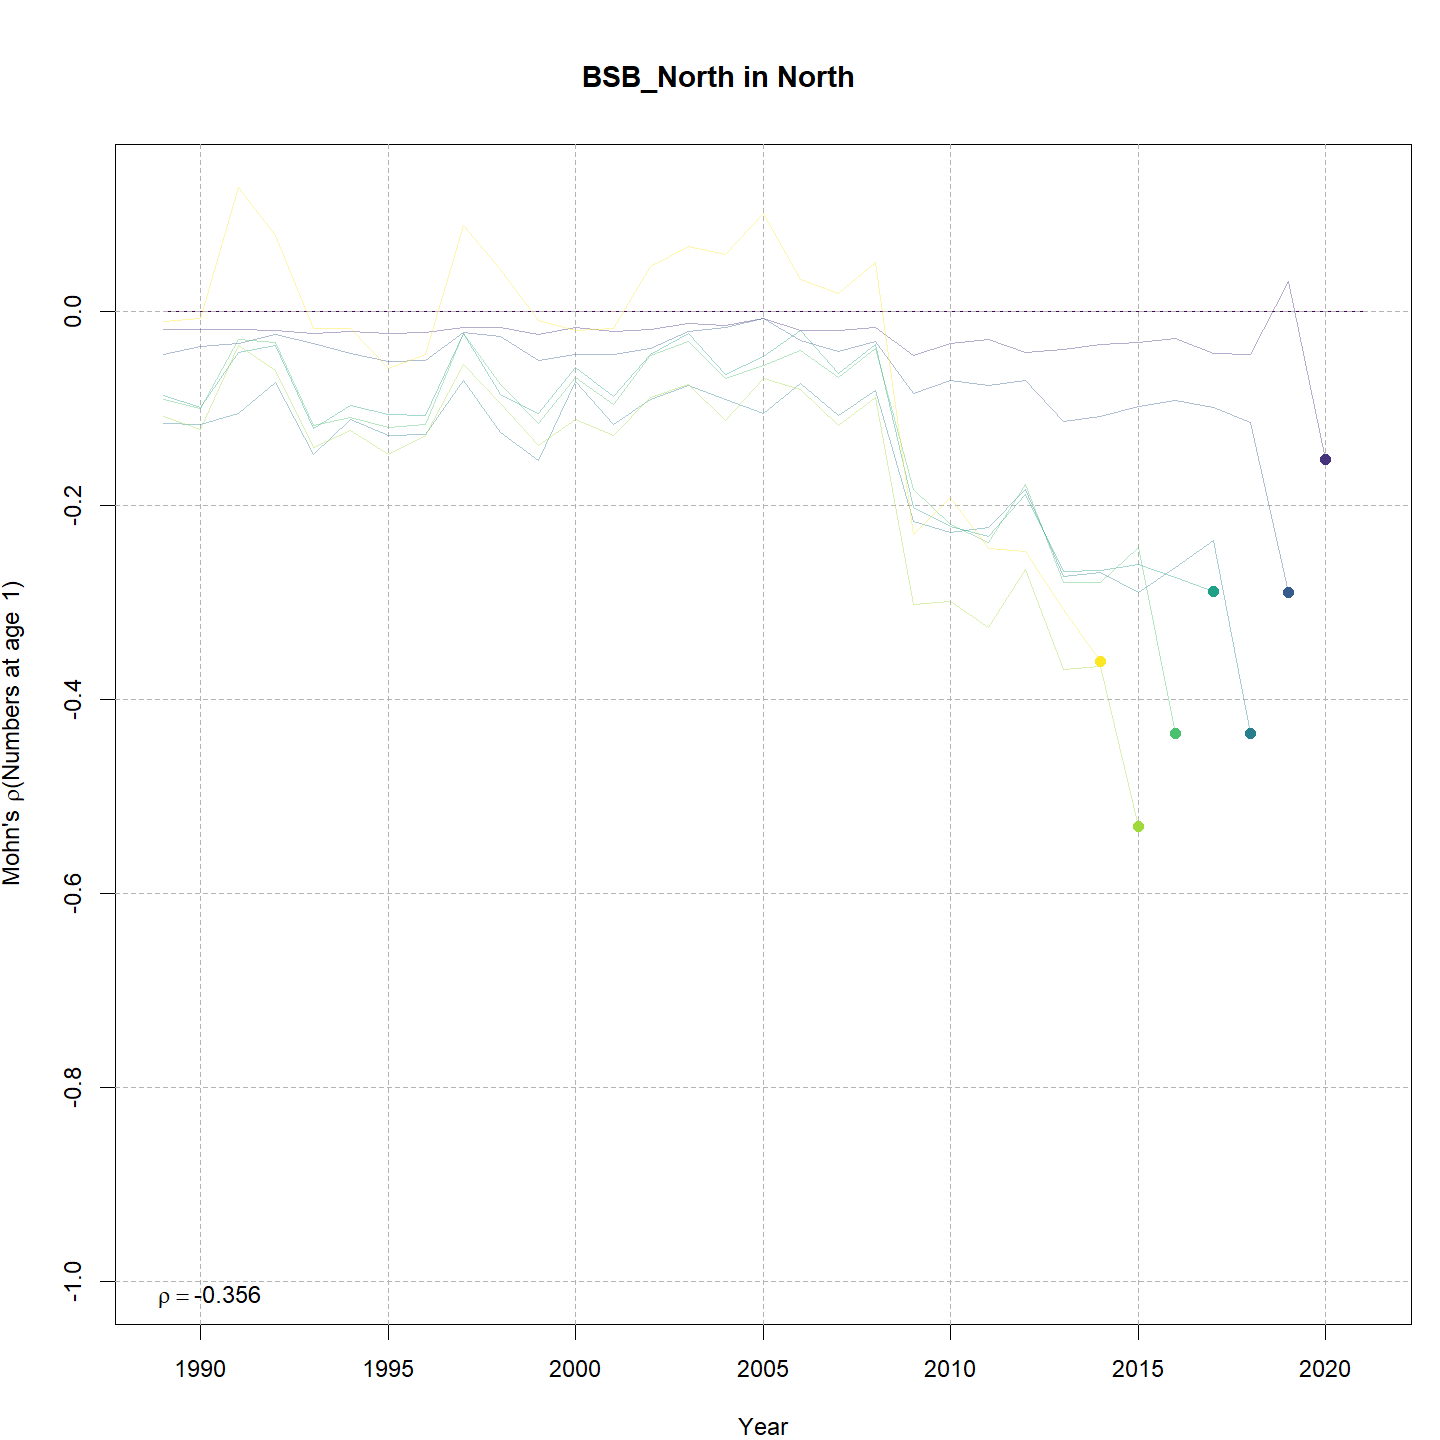 BSB_North in North
Mohn's ρ(Numbers at age 1)
0.0
-0.2
-0.4
-0.6
-0.8
-1.0
ρ = -0.356
1990 1995 2000 2005 2010 2015 2020
Year